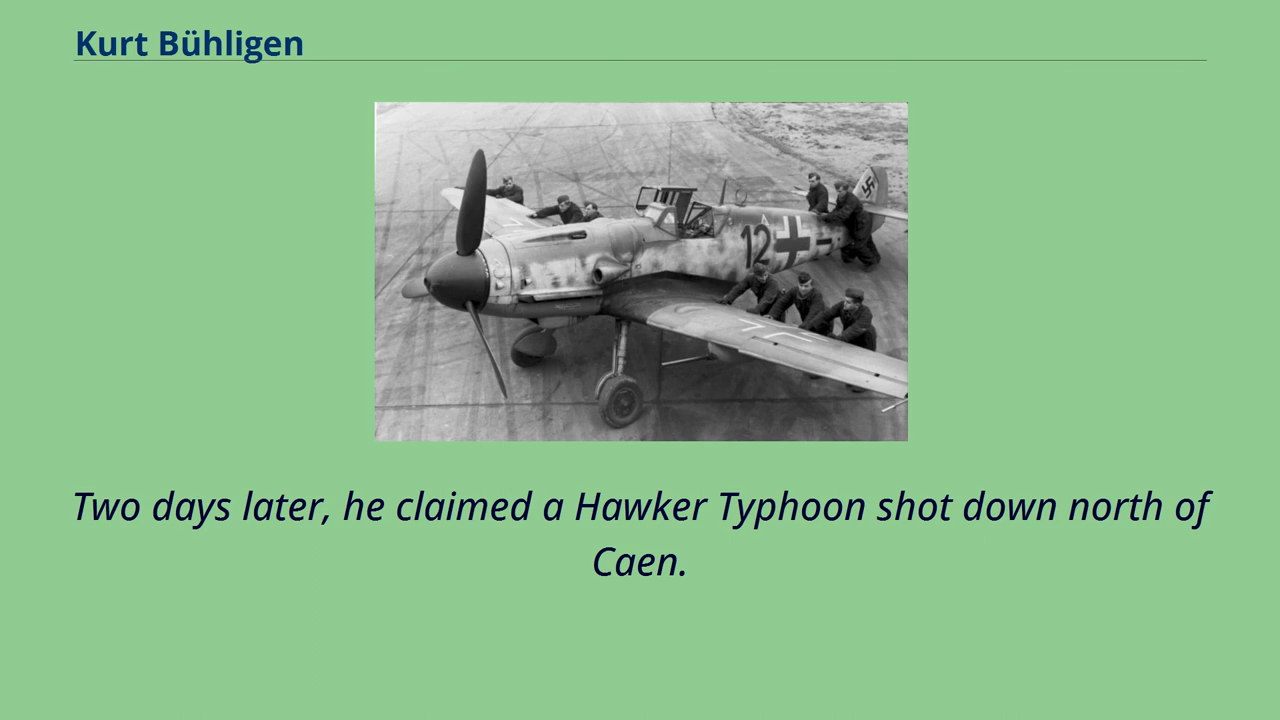 Kurt Bühligen
12
Two days later, he claimed a Hawker Typhoon shot down north of
Caen.